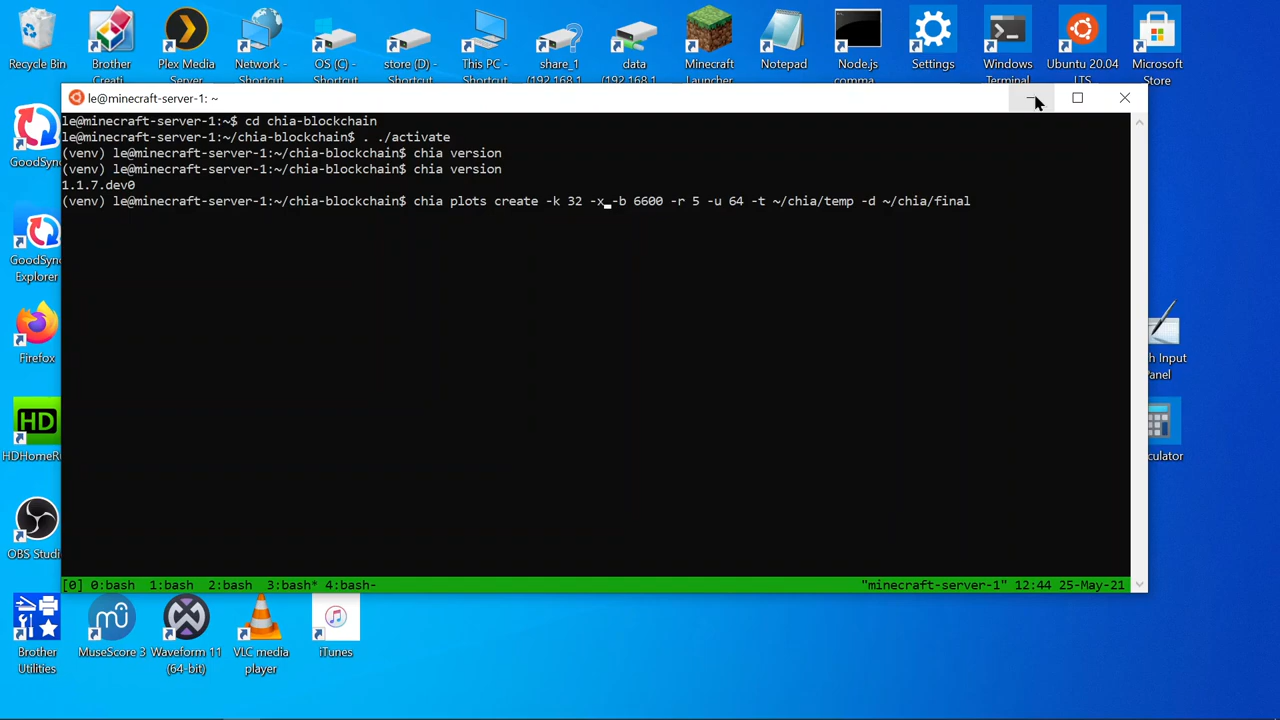 Recycle Bin
Brother Creati...
Plex Media Server
Network - Shortcut
OS (C) - Shortcut
store (D) - Shortcut
This PC - Shortcut
share_1 (192.168.1...
data (192.168.1...
Minecraft Launcher
Notepad
Node.js comma...
Settings
Windows Terminal
Ubuntu 20.04 LTS
Microsoft Store
le@minecraft-server-1: ~
le@minecraft-server-1:~$ cd chia-blockchain
le@minecraft-server-1:~/chia-blockchain$ . ./activate
(venv) le@minecraft-server-1:~/chia-blockchain$ chia version
(venv) le@minecraft-server-1:~/chia-blockchain$ chia version
1.1.7.dev0
(venv) le@minecraft-server-1:~/chia-blockchain$ chia plots create -k 32 -x -b 6600 -r 5 -u 64 -t ~/chia/temp -d ~/chia/final
GoodSync
GoodSync Explorer
Firefox
HD
HDHomeRu
OBS Studi
h Input Panel
culator
[0] 0:bash 1:bash 2:bash 3:bash* 4:bash-
"minecraft-server-1" 12:44 25-May-21
Brother Utilities
MuseScore 3
Waveform 11 (64-bit)
VLC media player
iTunes